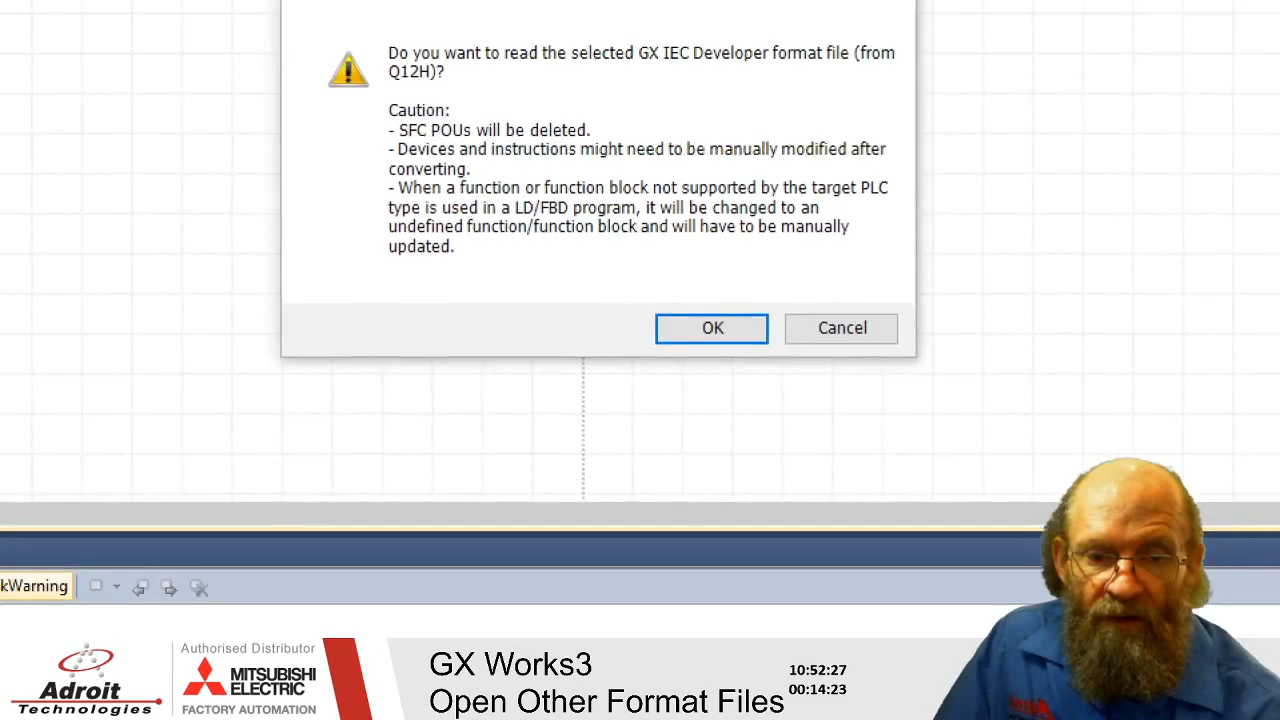 Do you want to read the selected GX IEC Developer format file (from
Q12H)?
Caution:
- SFC POUs will be deleted.
- Devices and instructions might need to be manually modified after
converting.
- When a function or function block not supported by the target PLC
type is used in a LD/FBD program, it will be changed to an
undefined function/function block and will have to be manually
updated.
OK
Cancel
kWarning
Adroit
Technologies
Authorised Distributor
MITSUBISHI
ELECTRIC
FACTORY AUTOMATION
GX Works3
Open Other Format Files
10:52:27
00:14:23